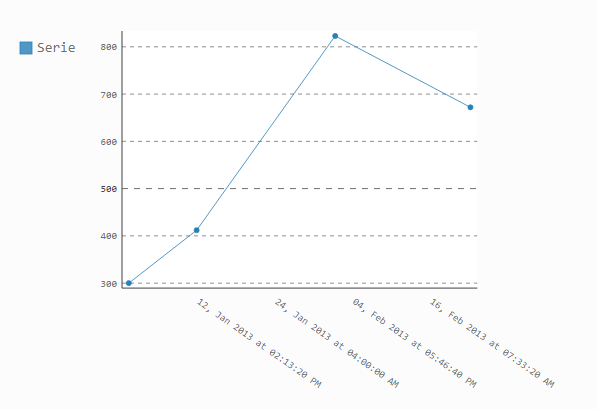 Serie
800
700
600
500
400
300
12, Jan 2013 at 02:13:20 PM
24, Jan 2013 at 04:00:00 AM
04, Feb 2013 at 05:46:40 PM
16, Feb 2013 at 07:33:20 AM